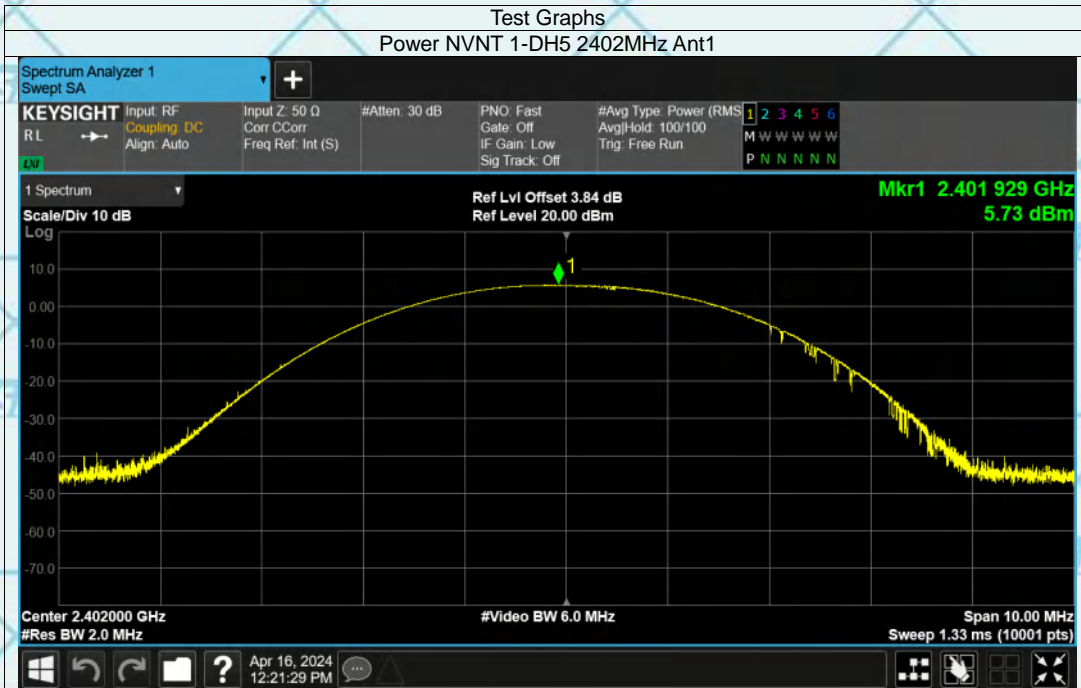 Test Graphs
Power NVNT 1-DH5 2402MHz Ant1
Spectrum Analyzer 1
Swept SA
+
KEYSIGHT
R L
LXI
Input: RF
Coupling: DC
Align: Auto
Input Z: 50 Ω
Corr CCorr
Freq Ref: Int (S)
#Atten: 30 dB
PNO: Fast
Gate: Off
IF Gain: Low
Sig Track: Off
#Avg Type: Power (RMS
Avg|Hold: 100/100
Trig: Free Run
1 2 3 4 5 6
M W W W W W
P N N N N N
1 Spectrum
Scale/Div 10 dB
Ref Lvl Offset 3.84 dB
Ref Level 20.00 dBm
Mkr1 2.401 929 GHz
5.73 dBm
Log
1
10.0
0.00
-10.0
-20.0
-30.0
-40.0
-50.0
-60.0
-70.0
Center 2.402000 GHz
#Res BW 2.0 MHz
#Video BW 6.0 MHz
Span 10.00 MHz
Sweep 1.33 ms (10001 pts)
?
Apr 16, 2024
12:21:29 PM